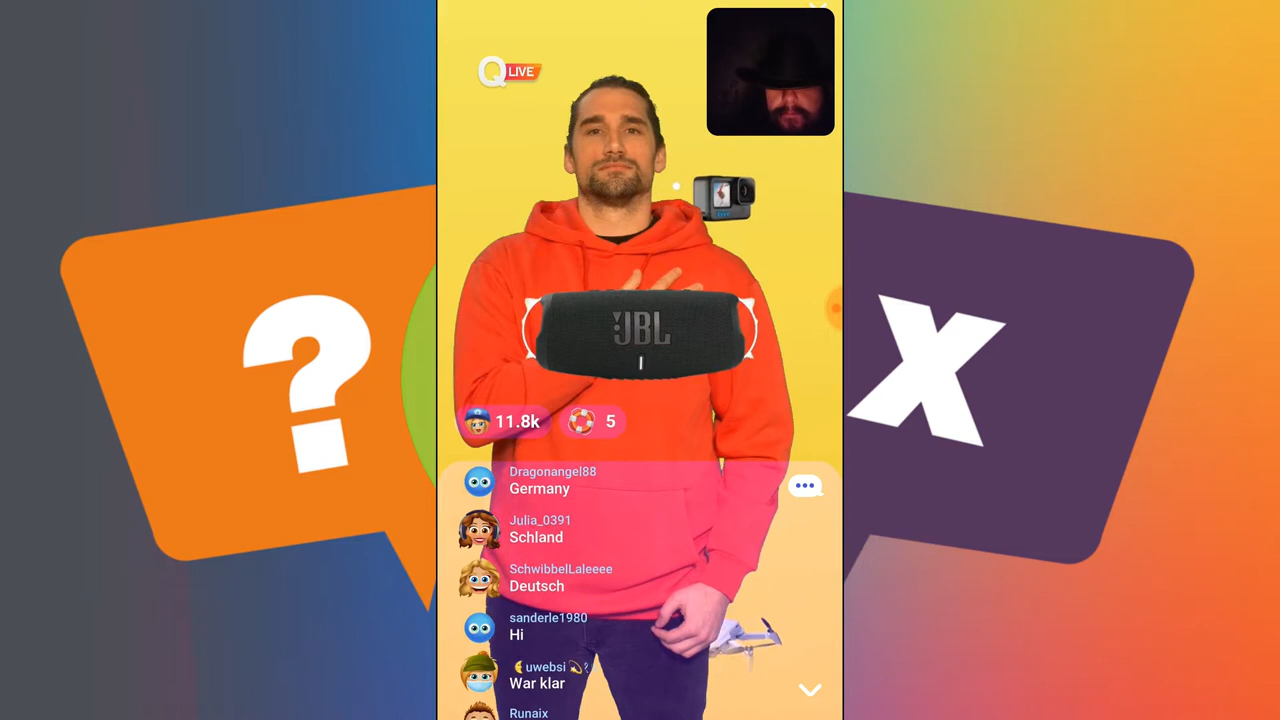 Q LIVE
JBL
11.8k
5
Dragonangel88
Germany
Julia_0391
Schland
SchwibbelLaleeee
Deutsch
sanderle1980
Hi
uwebsi
War klar
Runaix
?
X